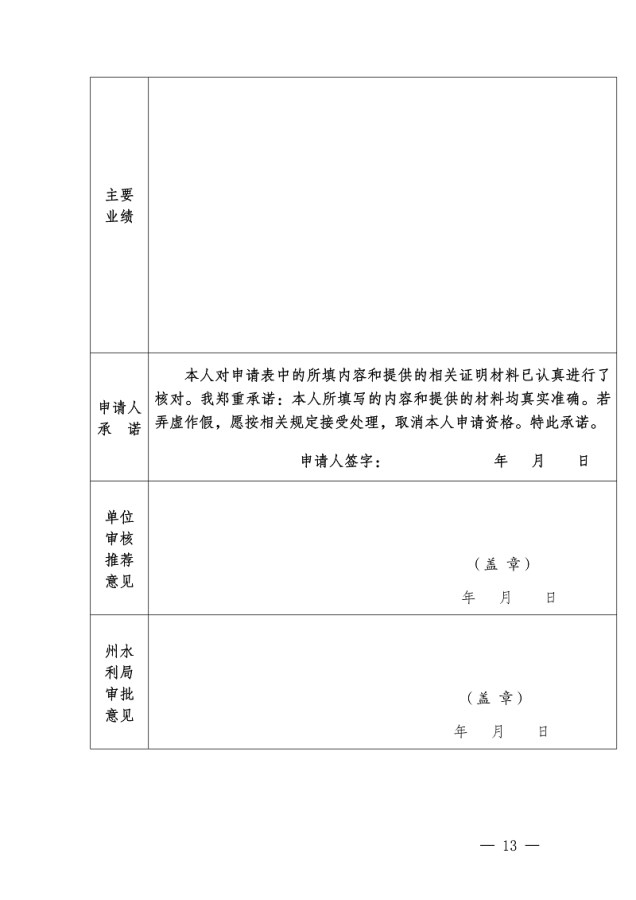 主要
业绩
本人对申请表中的所填内容和提供的相关证明材料已认真进行了
核对。我郑重承诺：本人所填写的内容和提供的材料均真实准确。若
弄虚作假，愿按相关规定接受处理，取消本人申请资格。特此承诺。
申请人
承 诺
申请人签字： 年 月 日
单位
审核
推荐
意见
（盖 章）
年 月 日
州水
利局
审批
意见
（盖 章）
年 月 日
— 13 —